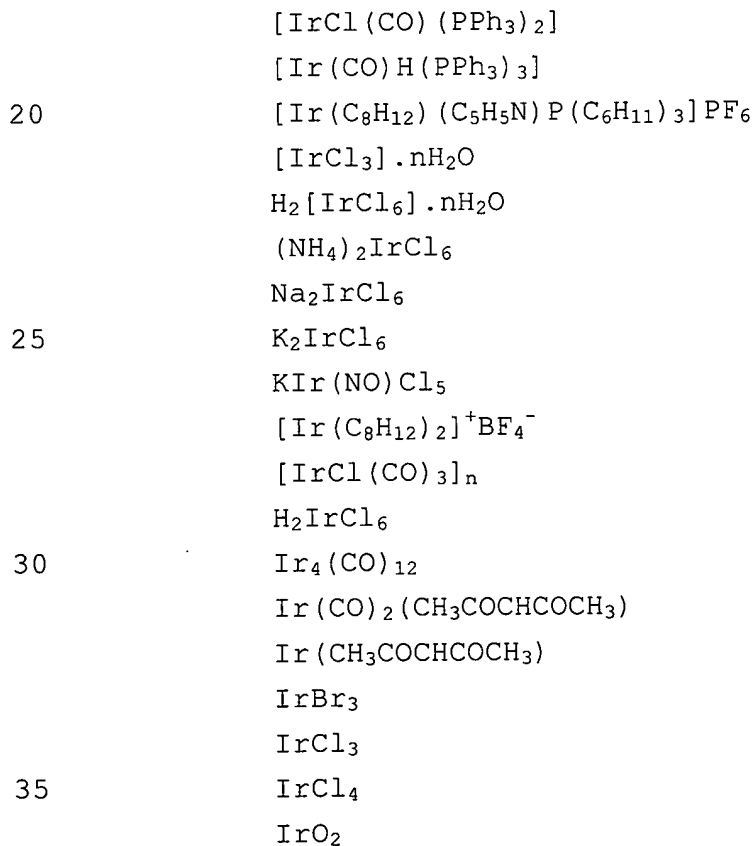 [IrCl(CO)(PPh₃)₂]
[Ir(CO)H(PPh₃)₃]
20 [Ir(C₈H₁₂)(C₅H₅N)P(C₆H₁₁)₃]PF₆
[IrCl₃].nH₂O
H₂[IrCl₆].nH₂O
(NH₄)₂IrCl₆
Na₂IrCl₆
25 K₂IrCl₆
KIr(NO)Cl₅
[Ir(C₈H₁₂)₂]⁺BF₄⁻
[IrCl(CO)₃]ₙ
H₂IrCl₆
30 Ir₄(CO)₁₂
Ir(CO)₂(CH₃COCHCOCH₃)
Ir(CH₃COCHCOCH₃)
IrBr₃
IrCl₃
35 IrCl₄
IrO₂